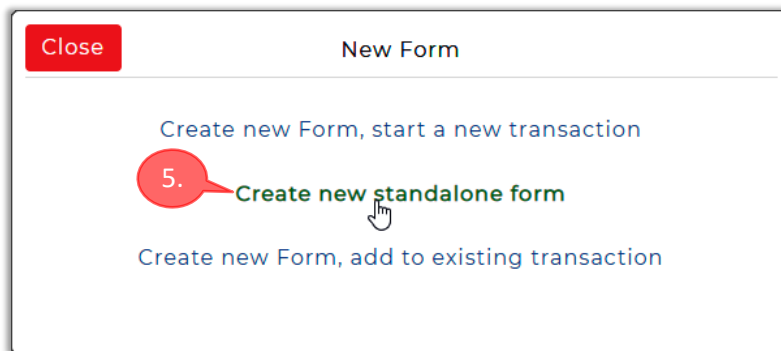 Close
New Form
Create new Form, start a new transaction
5.
Create new standalone form
Create new Form, add to existing transaction